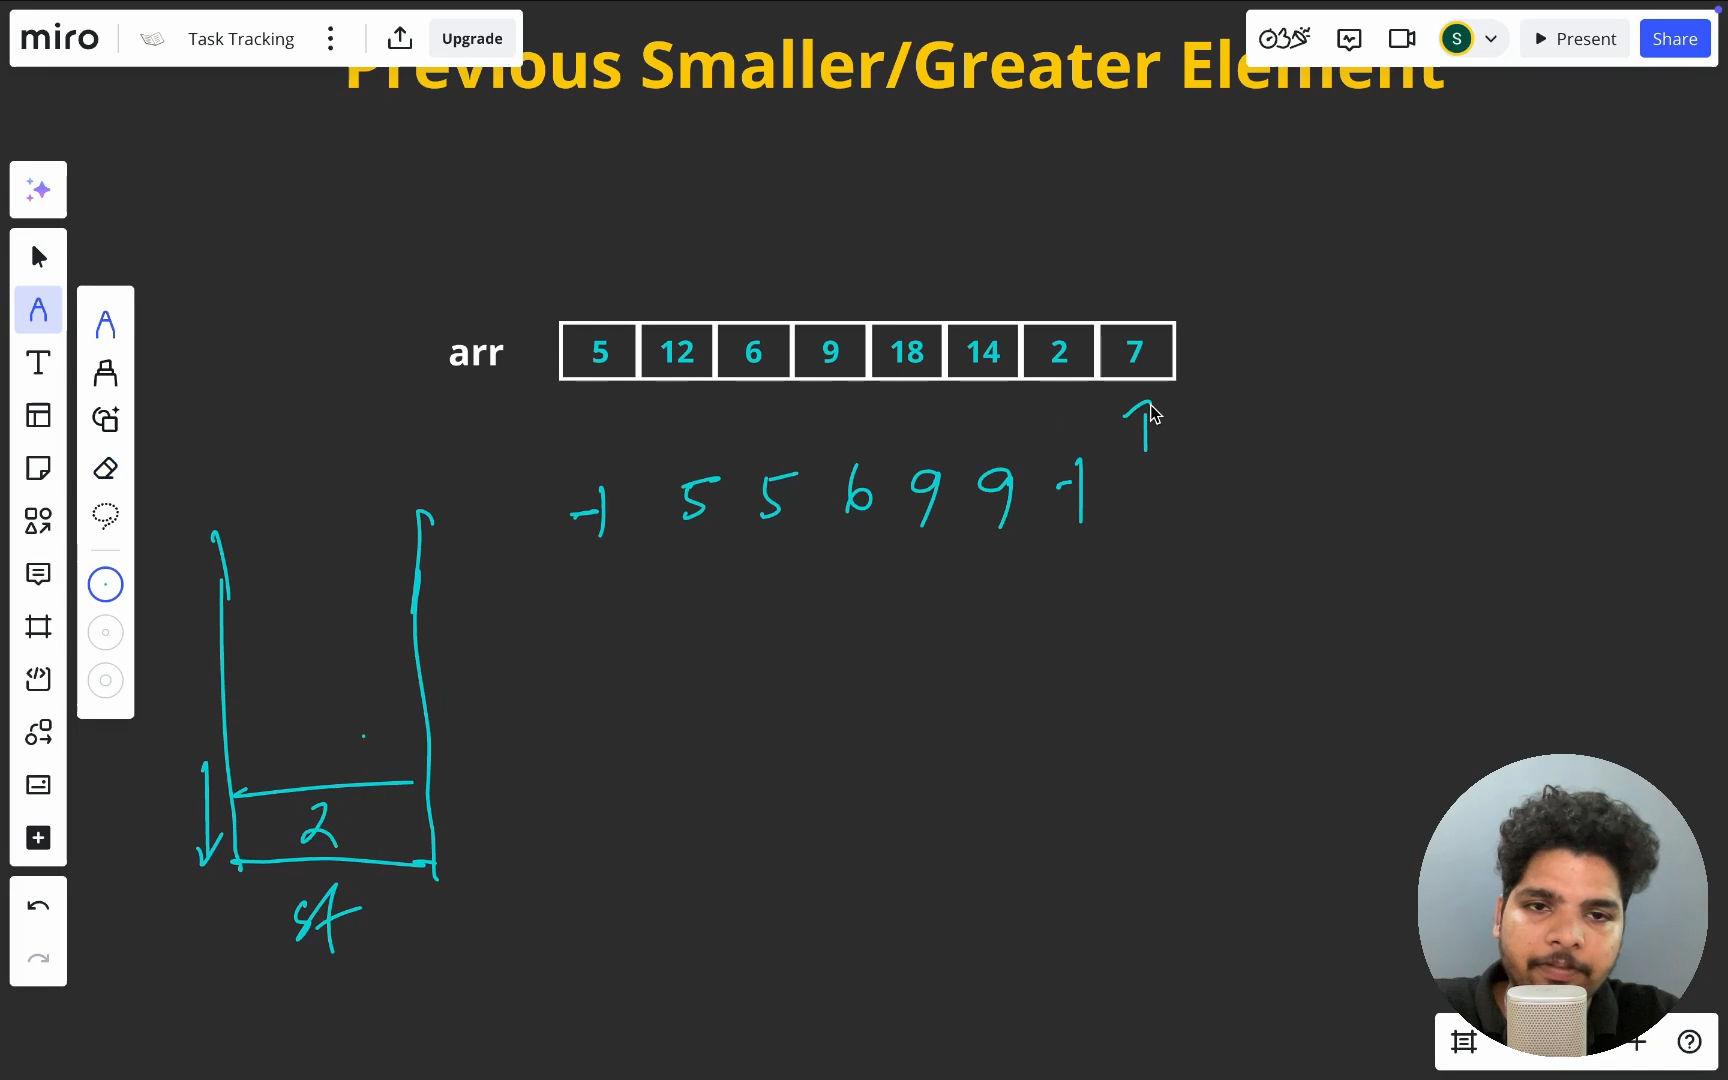 miro Task Tracking Upgrade
S Present Share
Previous Smaller/Greater Element
arr 5 12 6 9 18 14 2 7
-1 5 5 6 9 9 -1
2
st